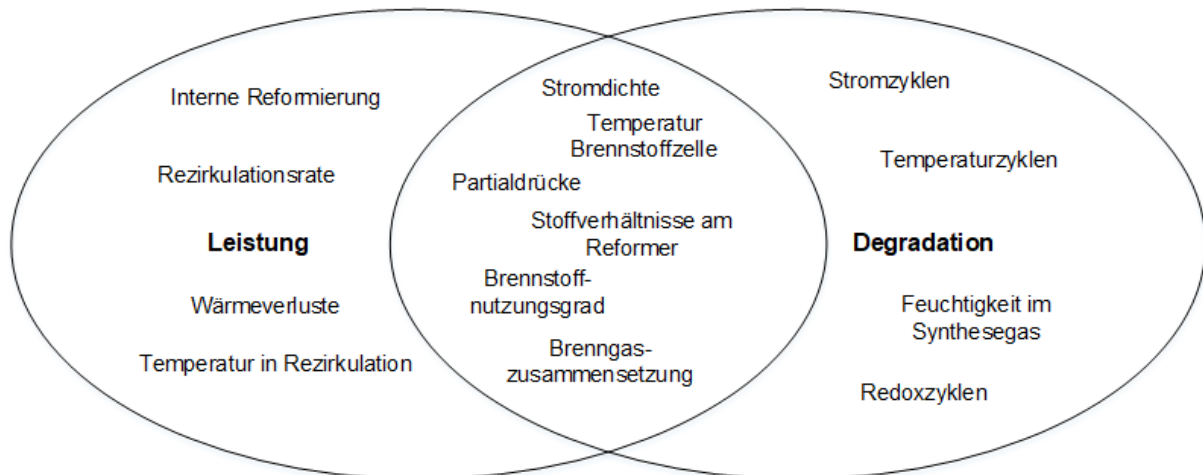 Interne Reformierung
Rezirkulationsrate
Leistung
Wärmeverluste
Temperatur in Rezirkulation
Stromdichte
Temperatur
Brennstoffzelle
Partialdrücke
Stoffverhältnisse am
Reformer
Brennstoff-
nutzungsgrad
Brenngas-
zusammensetzung
Stromzyklen
Temperaturzyklen
Degradation
Feuchtigkeit im
Synthesegas
Redoxzyklen